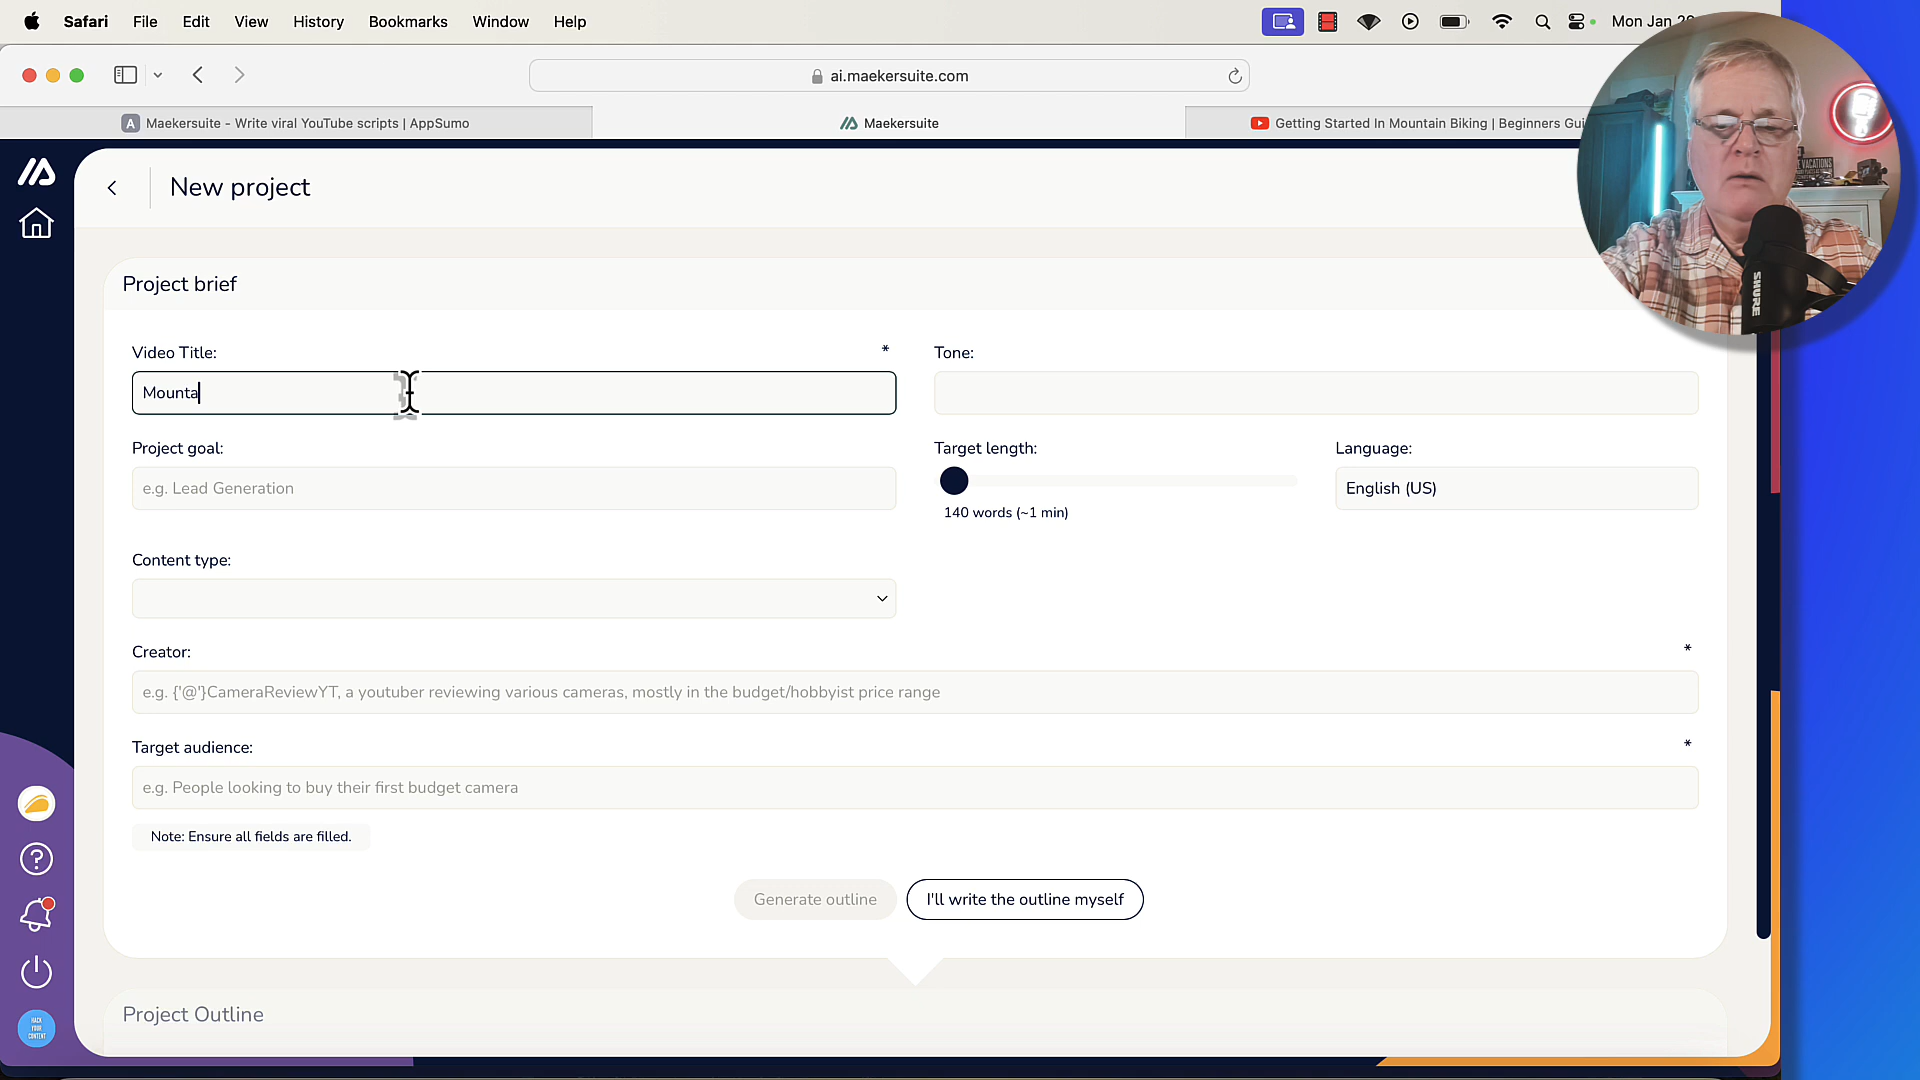 Safari File Edit View History Bookmarks Window Help Mon Jan
ai.maekersuite.com
A Maekersuite - Write viral YouTube scripts | AppSumo
Maekersuite
Getting Started In Mountain Biking | Beginners Gui
New project
Project brief
Video Title: *
Tone:
Mounta
Project goal:
Target length:
Language:
e.g. Lead Generation
English (US)
140 words (~1 min)
Content type:
Creator: *
e.g. {'@'}CameraReviewYT, a youtuber reviewing various cameras, mostly in the budget/hobbyist price range
Target audience: *
e.g. People looking to buy their first budget camera
Note: Ensure all fields are filled.
Generate outline
I'll write the outline myself
Project Outline
HACK
YOUR
CONTENT
SHURE
VACATIONS